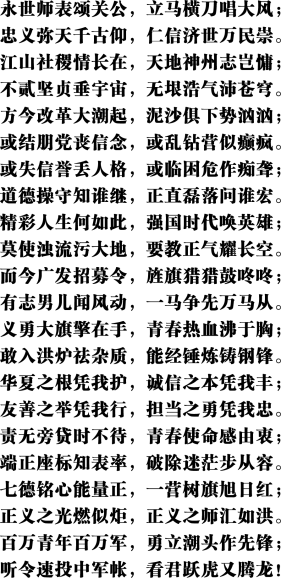 永世师表颂关公，立马横刀唱大风；
忠义弥天千古仰，仁信济世万民崇。
江山社稷情长在，天地神州志岂慵；
不贰坚贞垂宇宙，无垠浩气沛苍穹。
方今改革大潮起，泥沙俱下势汹汹；
或结朋党丧信念，或乱钻营似癫疯。
或失信誉丢人格，或临困危作痴聋；
道德操守知谁继，正直磊落问谁宏。
精彩人生何如此，强国时代唤英雄；
莫使浊流污大地，要教正气耀长空。
而今广发招募令，旌旗猎猎鼓咚咚；
有志男儿闻风动，一马争先万马从。
义勇大旗擎在手，青春热血沸于胸；
敢入洪炉祛杂质，能经锤炼铸钢锋。
华夏之根凭我护，诚信之本凭我丰；
友善之举凭我行，担当之勇凭我忠。
责无旁贷时不待，青春使命感由衷；
端正座标知表率，破除迷茫步从容。
七德铭心能量正，一营树旗旭日红；
正义之光燃似炬，正义之师汇如洪。
百万青年百万军，勇立潮头作先锋；
听令速投中军帐，看君跃虎又腾龙！